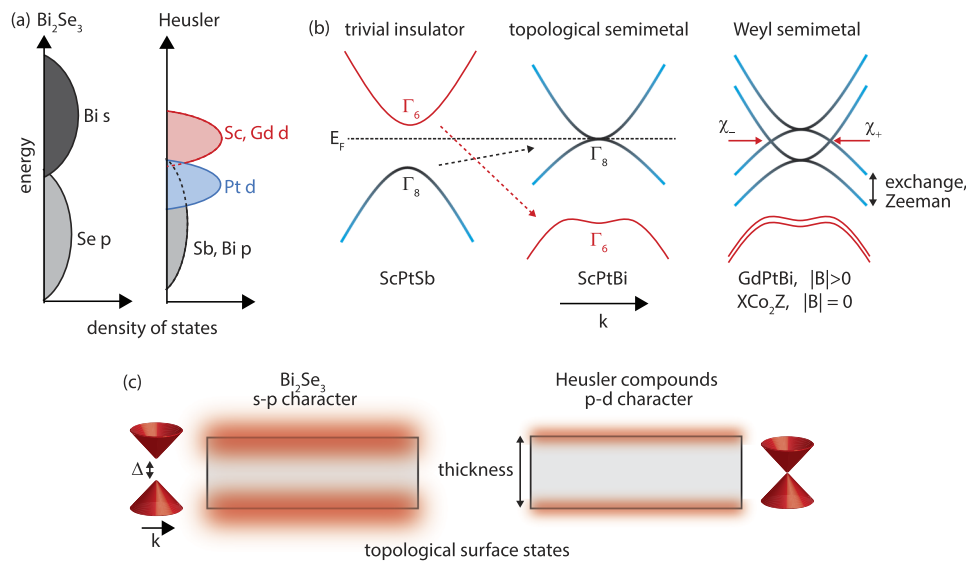 (a) Bi₂Se₃
Heusler
energy
Bi s
Se p
Sc, Gd d
Pt d
Sb, Bi p
density of states
(b)
trivial insulator
topological semimetal
Weyl semimetal
Γ₆
E_F
Γ₈
Γ₈
Γ₆
χ₋
χ₊
exchange,
Zeeman
ScPtSb
ScPtBi
k
GdPtBi, |B|>0
XCo₂Z, |B| = 0
(c)
Bi₂Se₃
s-p character
Heusler compounds
p-d character
Δ
k
thickness
topological surface states